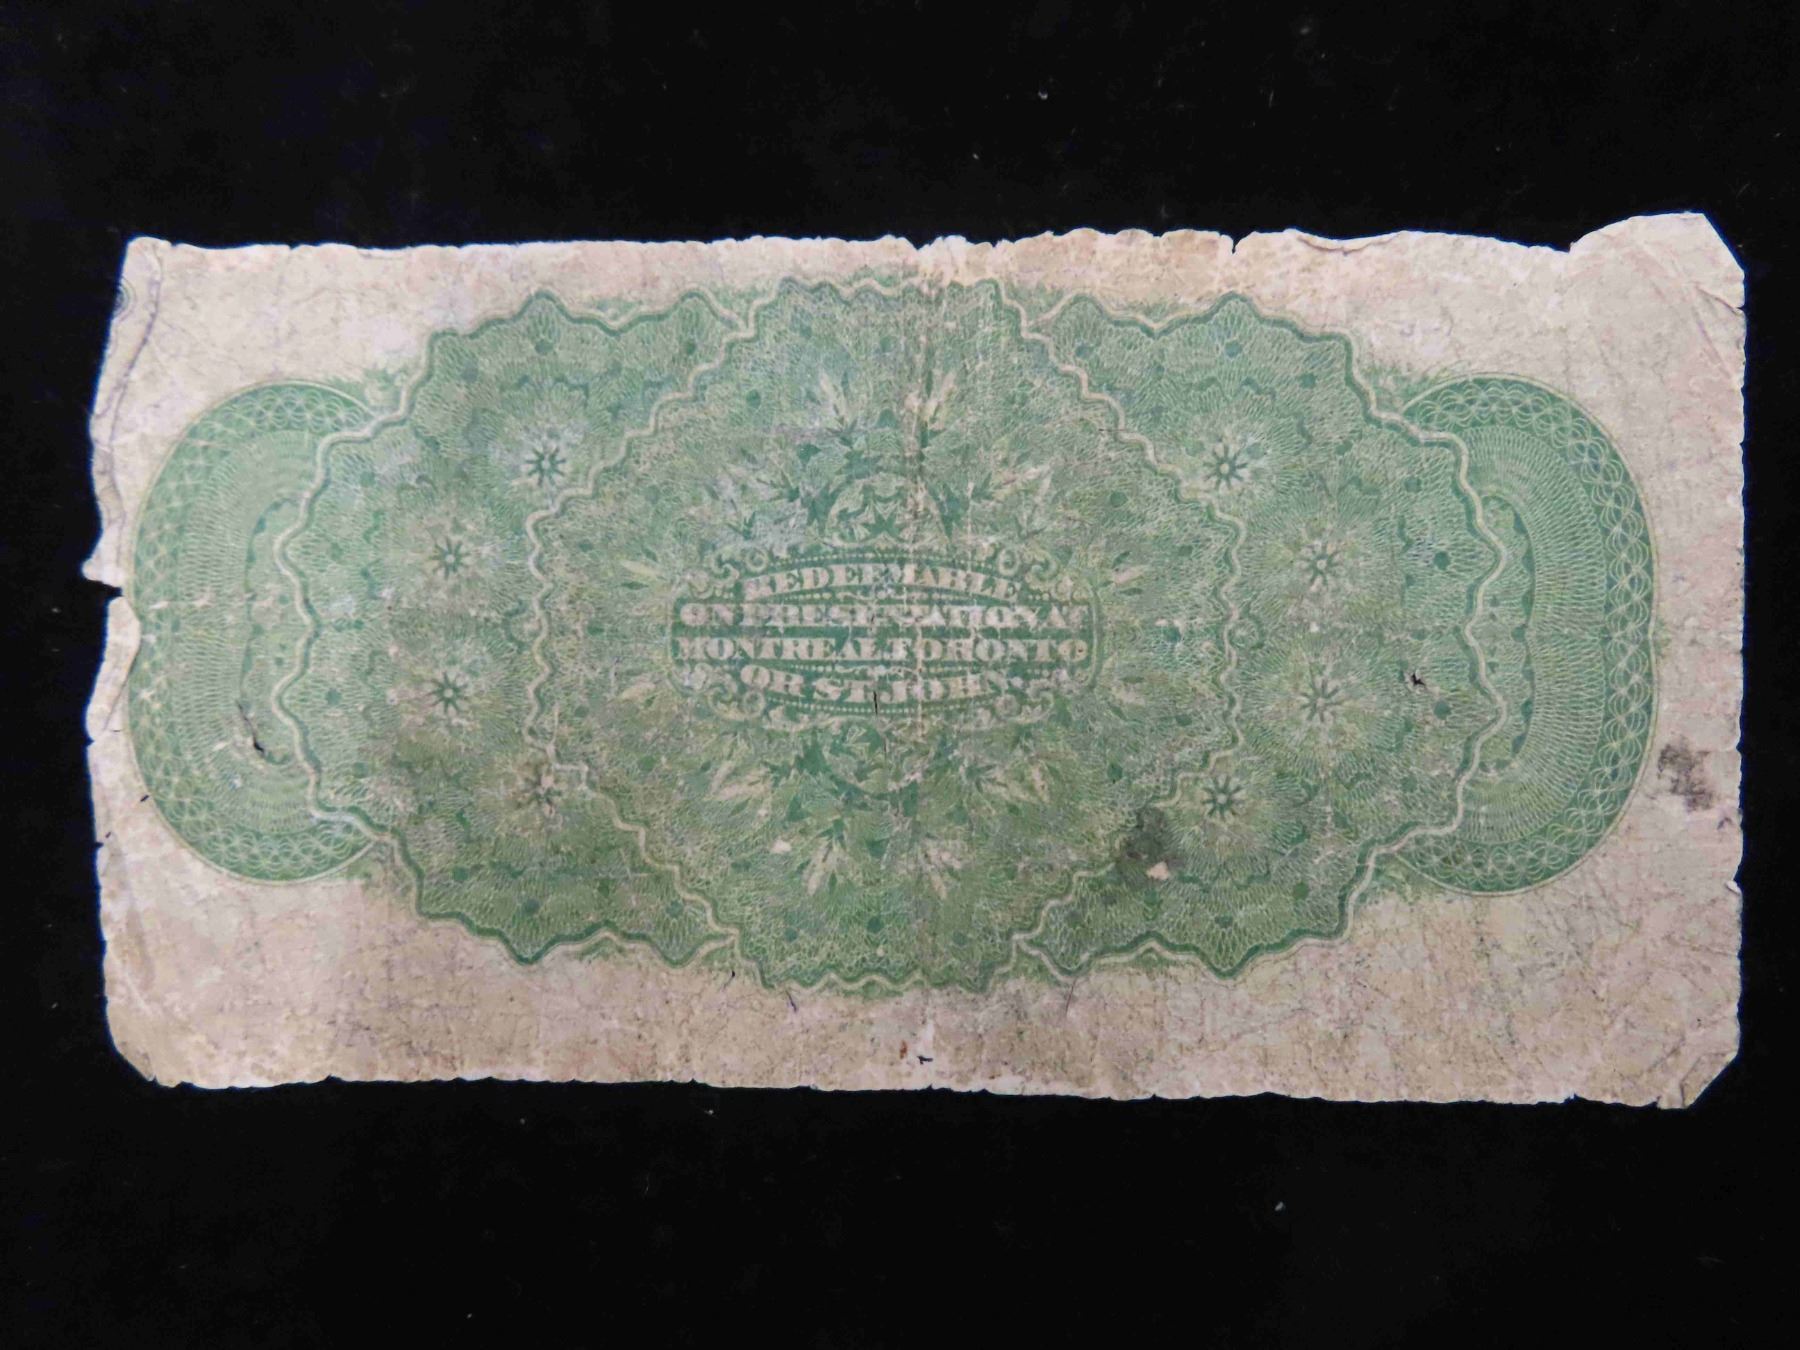 REDEEMABLE
ON PRESENTATION AT
MONTREAL TORONTO
OR ST. JOHN.